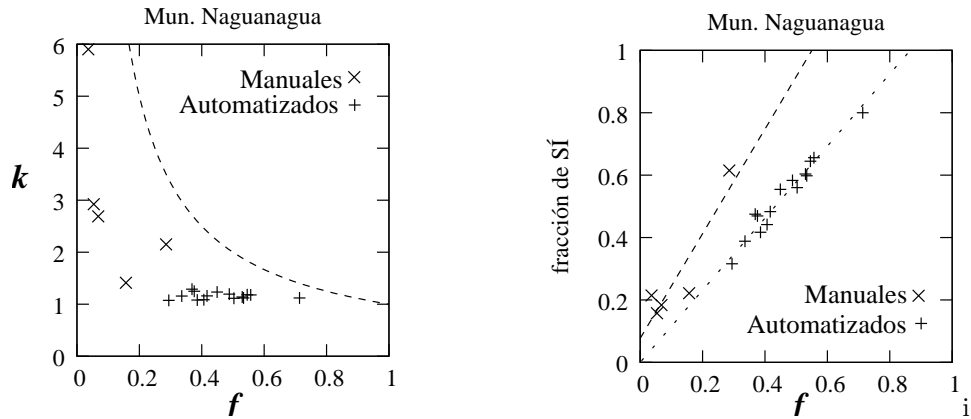 Mun. Naguanagua
6
5
4
3
2
1
0
k
Manuales
Automatizados
0 0.2 0.4 0.6 0.8 1
f
Mun. Naguanagua
1
0.8
0.6
0.4
0.2
0
fracción de SÍ
Manuales
Automatizados
0 0.2 0.4 0.6 0.8 1
f
i